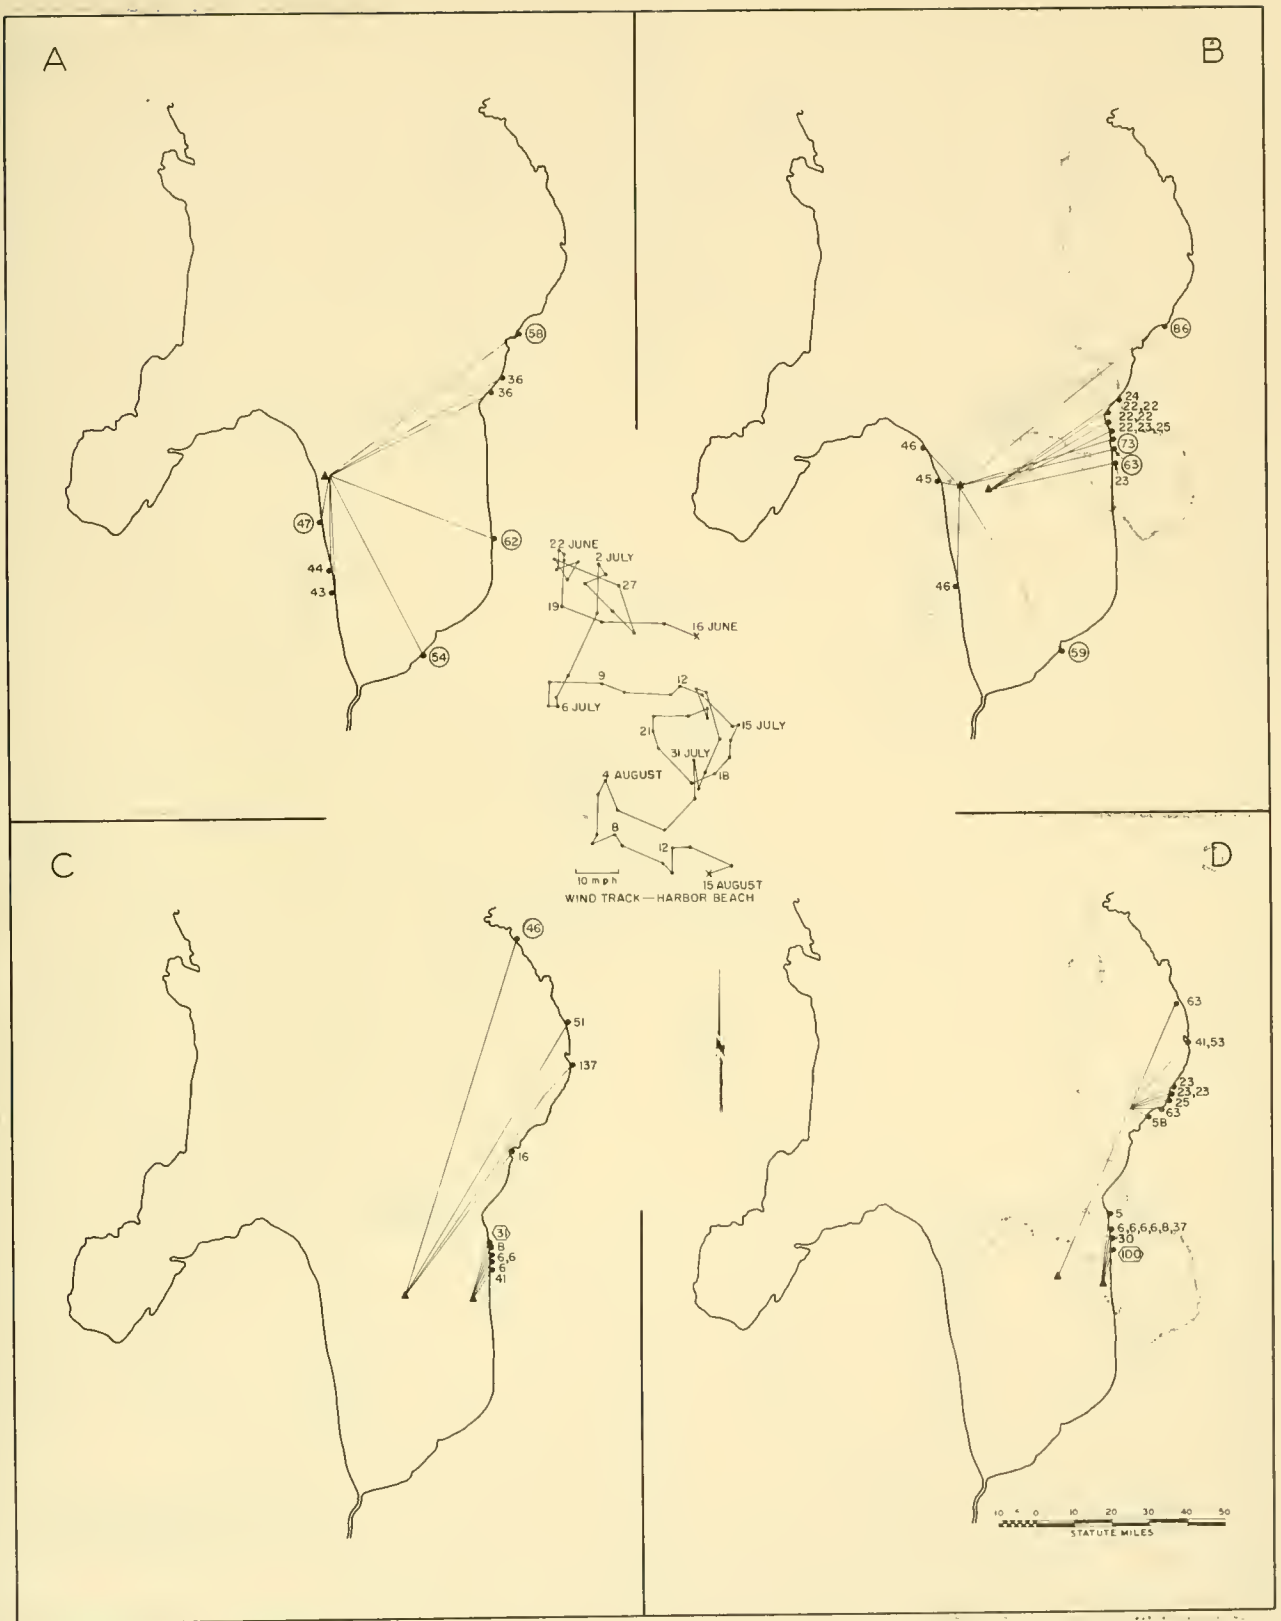 A
58
36
36
47
62
44
43
54
B
86
24
22,22
22,22
22,23,25
73
46
63
45
23
46
59
22 JUNE
2 JULY
27
19
16 JUNE
9
12
6 JULY
15 JULY
21
31 JULY
18
4 AUGUST
8
12
10 mph
15 AUGUST
WIND TRACK—HARBOR BEACH
C
46
51
137
16
31
8
6,6
6
41
N
D
63
41,53
23
23,23
25
63
58
5
6,6,6,6,8,37
30
100
10 5 0 10 20 30 40 50
STATUTE MILES